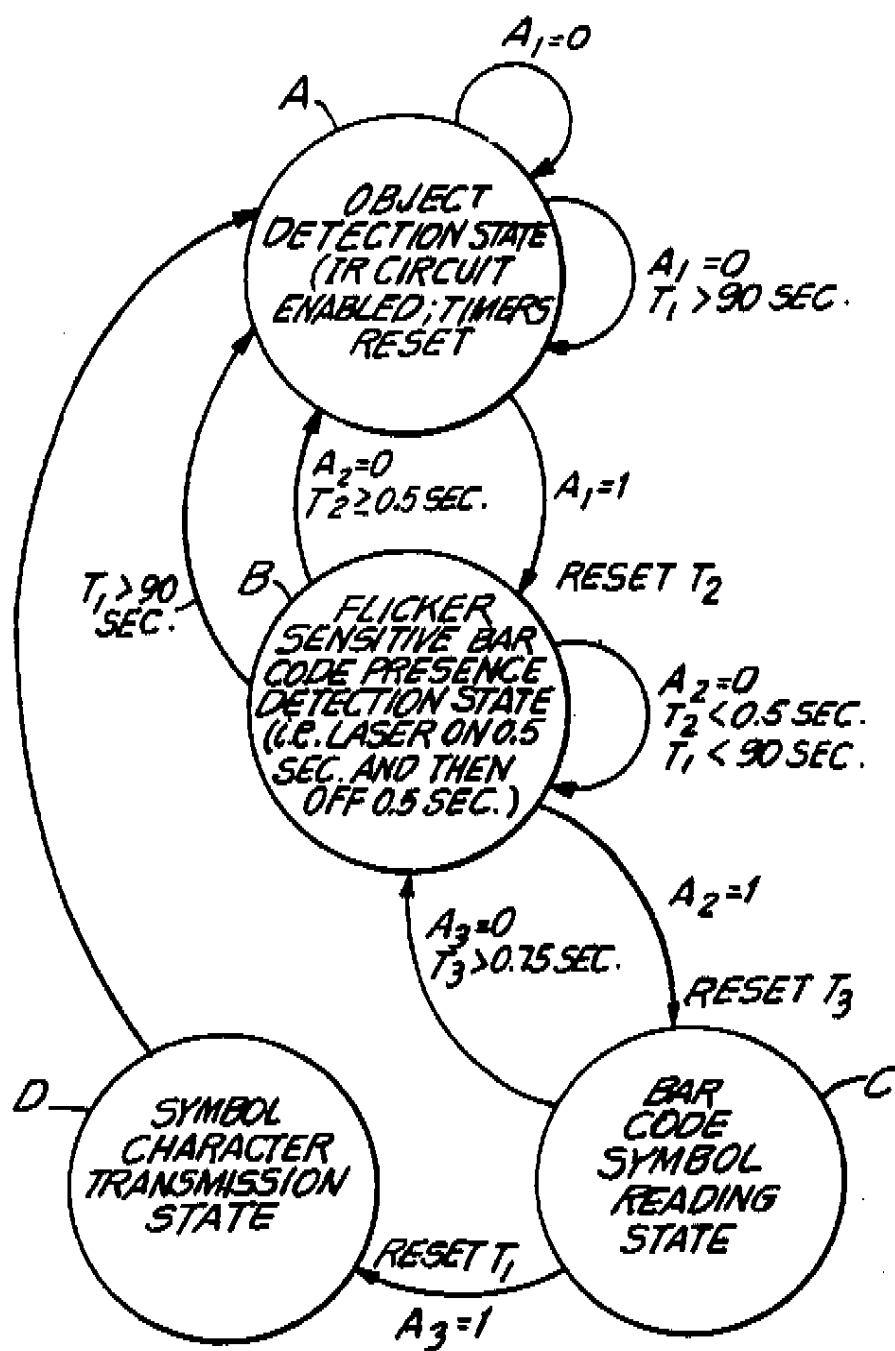 A₁=0
A
OBJECT
DETECTION STATE
(IR CIRCUIT
ENABLED; TIMERS
RESET
A₁=0
T₁ > 90 SEC.
A₂=0
T₂ ≥ 0.5 SEC.
A₁=1
RESET T₂
T₁ > 90
SEC.
B
FLICKER
SENSITIVE BAR
CODE PRESENCE
DETECTION STATE
(i.e. LASER ON 0.5
SEC. AND THEN
OFF 0.5 SEC.)
A₂=0
T₂ < 0.5 SEC.
T₁ < 90 SEC.
A₂=1
A₃=0
T₃ > 0.75 SEC.
RESET T₃
D
SYMBOL
CHARACTER
TRANSMISSION
STATE
C
BAR
CODE
SYMBOL
READING
STATE
RESET T₁
A₃=1